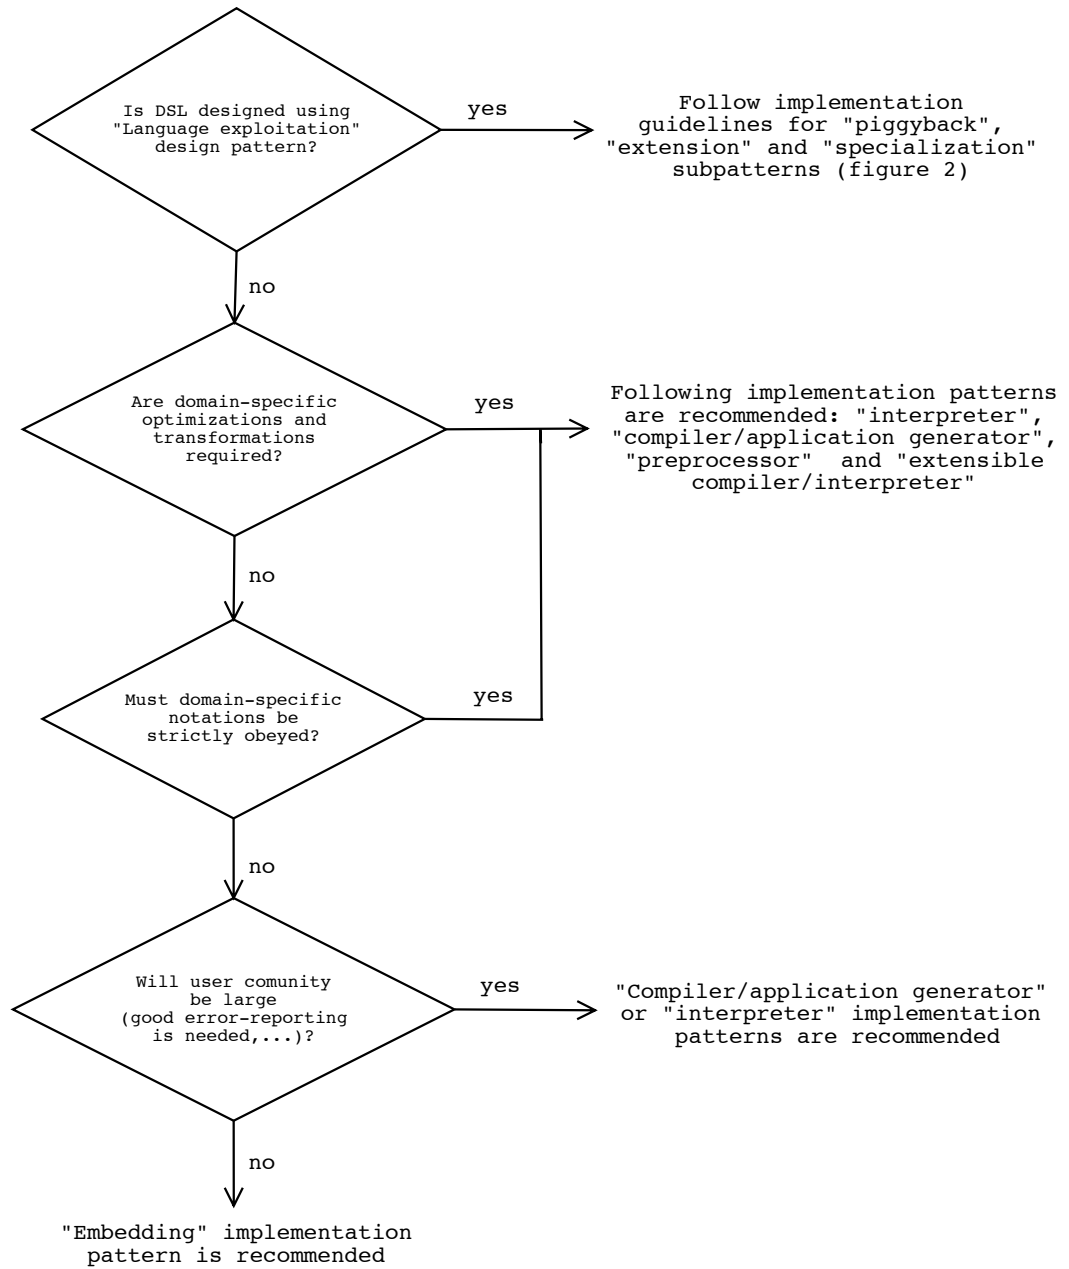 Is DSL designed using
"Language exploitation"
design pattern?
yes
Follow implementation
guidelines for "piggyback",
"extension" and "specialization"
subpatterns (figure 2)
no
Are domain-specific
optimizations and
transformations
required?
yes
Following implementation patterns
are recommended: "interpreter",
"compiler/application generator",
"preprocessor"  and "extensible
compiler/interpreter"
no
Must domain-specific
notations be
strictly obeyed?
yes
no
Will user comunity
be large
(good error-reporting
is needed,...)?
yes
"Compiler/application generator"
or "interpreter" implementation
patterns are recommended
no
"Embedding" implementation
pattern is recommended